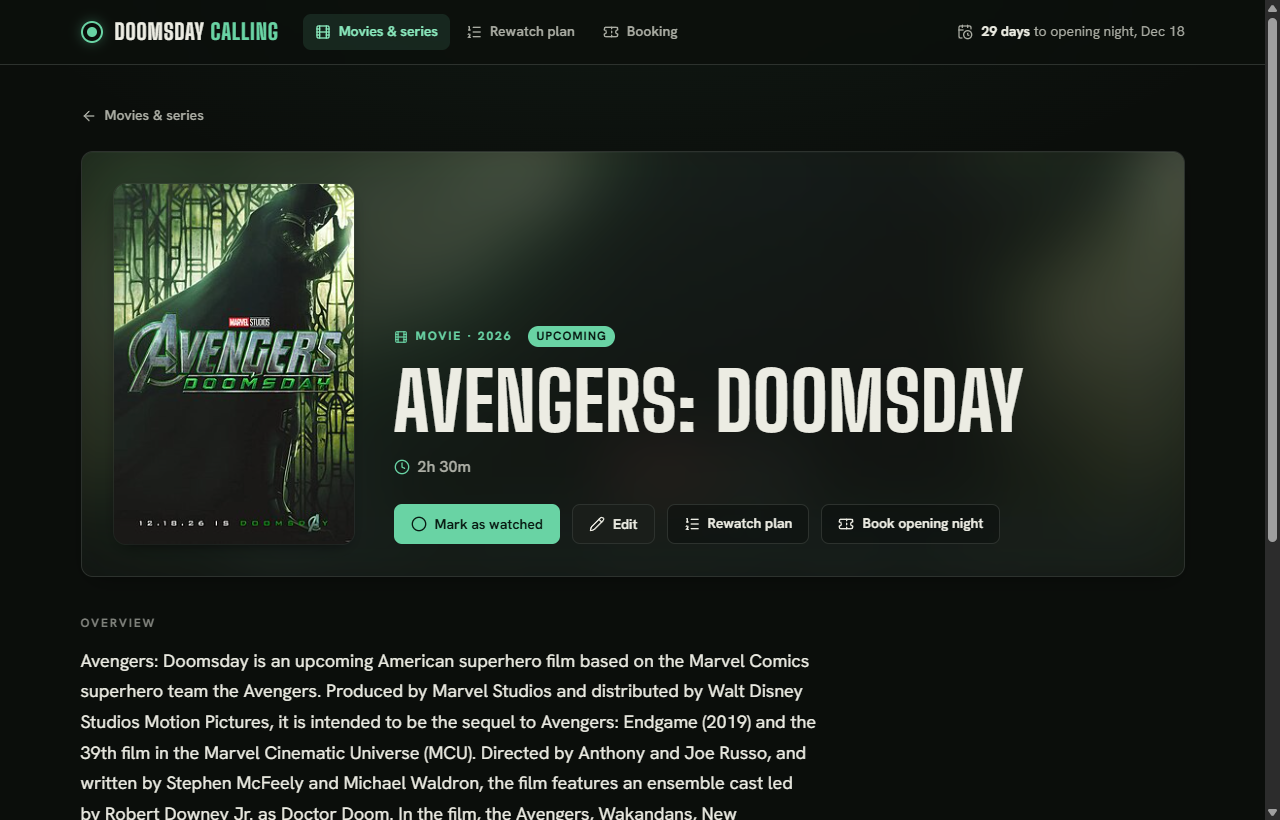 DOOMSDAY CALLING
Movies & series
Rewatch plan
Booking
29 days to opening night, Dec 18
Movies & series
MARVEL STUDIOS
AVENGERS
DOOMSDAY
12.18.26 IS DOOMSDAY
MOVIE · 2026 UPCOMING
AVENGERS: DOOMSDAY
2h 30m
Mark as watched
Edit
Rewatch plan
Book opening night
OVERVIEW
Avengers: Doomsday is an upcoming American superhero film based on the Marvel Comics
superhero team the Avengers. Produced by Marvel Studios and distributed by Walt Disney
Studios Motion Pictures, it is intended to be the sequel to Avengers: Endgame (2019) and the
39th film in the Marvel Cinematic Universe (MCU). Directed by Anthony and Joe Russo, and
written by Stephen McFeely and Michael Waldron, the film features an ensemble cast led
by Robert Downey Jr. as Doctor Doom. In the film, the Avengers, Wakandans, New